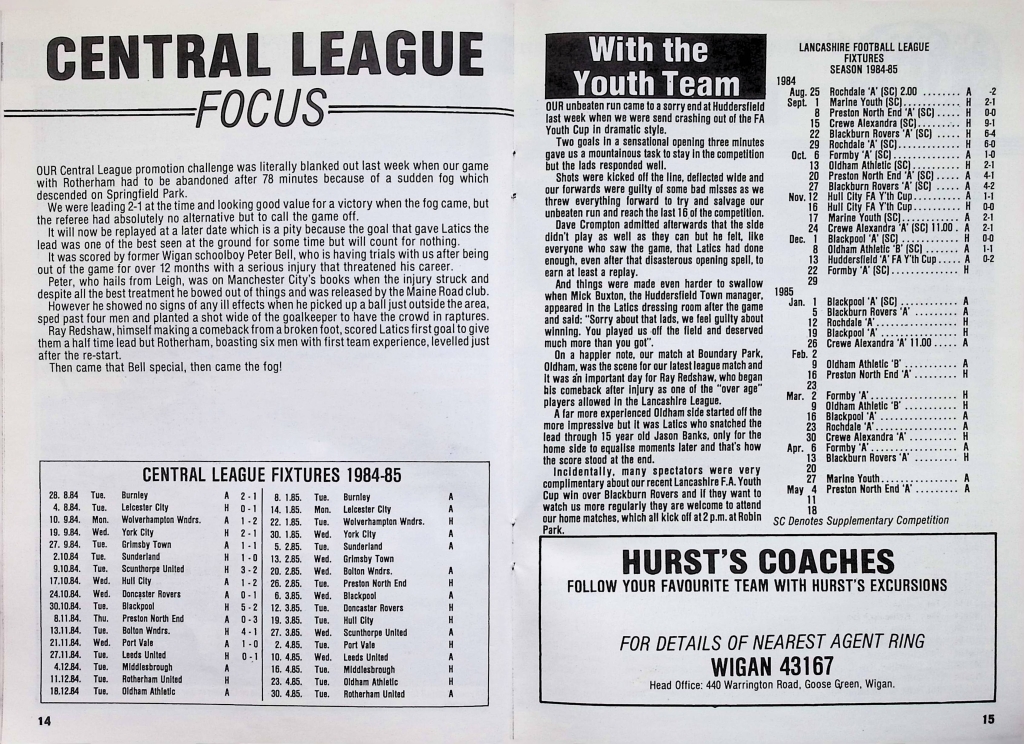 CENTRAL LEAGUE
FOCUS
OUR Central League promotion challenge was literally blanked out last week when our game
with Rotherham had to be abandoned after 78 minutes because of a sudden fog which
descended on Springfield Park.
We were leading 2-1 at the time and looking good value for a victory when the fog came, but
the referee had absolutely no alternative but to call the game off.
It will now be replayed at a later date which is a pity because the goal that gave Latics the
lead was one of the best seen at the ground for some time but will count for nothing.
It was scored by former Wigan schoolboy Peter Bell, who is having trials with us after being
out of the game for over 12 months with a serious injury that threatened his career.
Peter, who hails from Leigh, was on Manchester City's books when the injury struck and
despite all the best treatment he bowed out of things and was released by the Maine Road club.
However he showed no signs of any ill effects when he picked up a ball just outside the area,
sped past four men and planted a shot wide of the goalkeeper to have the crowd in raptures.
Ray Redshaw, himself making a comeback from a broken foot, scored Latics first goal to give
them a half time lead but Rotherham, boasting six men with first team experience, levelled just
after the re-start.
Then came that Bell special, then came the fog!
CENTRAL LEAGUE FIXTURES 1984-85
28. 8.84 Tue. Burnley A 2 - 1
4. 8.84 Tue. Leicester City H 0 - 1
10. 9.84 Mon. Wolverhampton Wndrs. A 1 - 2
19. 9.84 Wed. York City H 2 - 1
27. 9.84 Tue. Grimsby Town A 1 - 1
2.10.84 Tue. Sunderland H 1 - 0
9.10.84 Tue. Scunthorpe United H 3 - 2
17.10.84 Wed. Hull City A 1 - 2
24.10.84 Wed. Doncaster Rovers A 0 - 1
30.10.84 Tue. Blackpool H 5 - 2
8.11.84. Thu. Preston North End A 0 - 3
13.11.84. Tue. Bolton Wndrs. H 4 - 1
21.11.84. Wed. Port Vale A 1 - 0
27.11.84. Tue. Leeds United H 0 - 1
4.12.84 Tue. Middlesbrough A
11.12.84 Tue. Rotherham United H
18.12.84 Tue. Oldham Athletic A
8. 1.85. Tue. Burnley A
14. 1.85. Mon. Leicester City A
22. 1.85. Tue. Wolverhampton Wndrs. H
30. 1.85. Wed. York City A
5. 2.85. Tue. Sunderland A
13. 2.85. Wed. Grimsby Town
20. 2.85. Wed. Bolton Wndrs. A
26. 2.85. Tue. Preston North End H
6. 3.85. Wed. Blackpool A
12. 3.85. Tue. Doncaster Rovers H
19. 3.85. Tue. Hull City H
27. 3.85. Wed. Scunthorpe United A
2. 4.85. Tue. Port Vale H
10. 4.85. Wed. Leeds United A
16. 4.85. Tue. Middlesbrough H
23. 4.85. Tue. Oldham Athletic H
30. 4.85. Tue. Rotherham United A
14
With the
Youth Team
OUR unbeaten run came to a sorry end at Huddersfield
last week when we were send crashing out of the FA
Youth Cup in dramatic style.
Two goals in a sensational opening three minutes
gave us a mountainous task to stay in the competition
but the lads responded well.
Shots were kicked off the line, deflected wide and
our forwards were guilty of some bad misses as we
threw everything forward to try and salvage our
unbeaten run and reach the last 16 of the competition.
Dave Crompton admitted afterwards that the side
didn't play as well as they can but he felt, like
everyone who saw the game, that Latics had done
enough, even after that disasterous opening spell, to
earn at least a replay.
And things were made even harder to swallow
when Mick Buxton, the Huddersfield Town manager,
appeared in the Latics dressing room after the game
and said: "Sorry about that lads, we feel guilty about
winning. You played us off the field and deserved
much more than you got".
On a happier note, our match at Boundary Park,
Oldham, was the scene for our latest league match and
it was an important day for Ray Redshaw, who began
his comeback after injury as one of the "over age"
players allowed in the Lancashire League.
A far more experienced Oldham side started off the
more impressive but it was Latics who snatched the
lead through 15 year old Jason Banks, only for the
home side to equalise moments later and that's how
the score stood at the end.
Incidentally, many spectators were very
complimentary about our recent Lancashire F.A. Youth
Cup win over Blackburn Rovers and if they want to
watch us more regularly they are welcome to attend
our home matches, which all kick off at 2 p.m. at Robin
Park.
LANCASHIRE FOOTBALL LEAGUE
FIXTURES
SEASON 1984-85
1984
Aug. 25 Rochdale 'A' (SC) 2.00 ........ A -2
Sept. 1 Marine Youth (SC)............ H 2-1
8 Preston North End 'A' (SC) ..... H 0-0
15 Crewe Alexandra (SC)......... H 9-1
22 Blackburn Rovers 'A' (SC) ..... H 6-4
29 Rochdale 'A' (SC)............. H 6-0
Oct. 6 Formby 'A' (SC) .............. A 1-0
13 Oldham Athletic (SC) .......... H 2-1
20 Preston North End 'A' (SC) ..... A 4-1
27 Blackburn Rovers 'A' (SC) ..... A 4-2
Nov. 12 Hull City FA Y'th Cup.......... A 1-1
16 Hull City FA Y'th Cup.......... H 0-0
17 Marine Youth (SC)............ A 2-1
24 Crewe Alexandra 'A' (SC) 11.00 . A 2-1
Dec. 1 Blackpool 'A' (SC) ............ H 0-0
8 Oldham Athletic 'B' (SC)....... A 1-1
13 Huddersfield 'A' FA Y'th Cup..... A 0-2
22 Formby 'A' (SC).............. H
29
1985
Jan. 1 Blackpool 'A' (SC) ............ A
5 Blackburn Rovers 'A' .......... A
12 Rochdale 'A'................. H
19 Blackpool 'A' ................ H
26 Crewe Alexandra 'A' 11.00 ..... A
Feb. 2
9 Oldham Athletic 'B' ........... A
16 Preston North End 'A' ......... H
23
Mar. 2 Formby 'A'.................. H
9 Oldham Athletic 'B' ........... H
16 Blackpool 'A' ................ A
23 Rochdale 'A'................. A
30 Crewe Alexandra 'A' .......... H
Apr. 6 Formby 'A'.................. A
13 Blackburn Rovers 'A' ......... H
20
27 Marine Youth................ A
May 4 Preston North End 'A' ......... A
11
18
SC Denotes Supplementary Competition
HURST'S COACHES
FOLLOW YOUR FAVOURITE TEAM WITH HURST'S EXCURSIONS
FOR DETAILS OF NEAREST AGENT RING
WIGAN 43167
Head Office: 440 Warrington Road, Goose Green, Wigan.
15